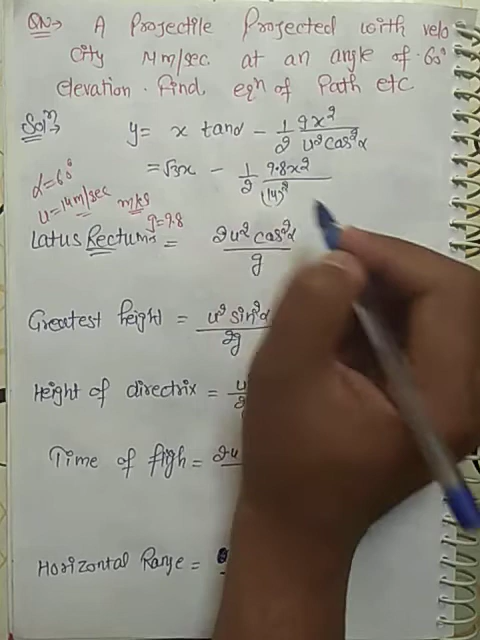 QN⇒ A Projectile Projected with velo
city 14 m/sec. at an angle of 60°
elevation. Find, eqⁿ of Path etc
Solⁿ, y = x tanα - 1/2 gx²/u²cos²α
= √3x - 1/2 9.8x²/(14)²
α=60°
u=14m/sec mks
g=9.8
Latus Rectum = 2u²cos²α/g
Greatest height = u²sin²α/2g
Height of directrix = u
Time of fligh = 2u
Horizontal Range =